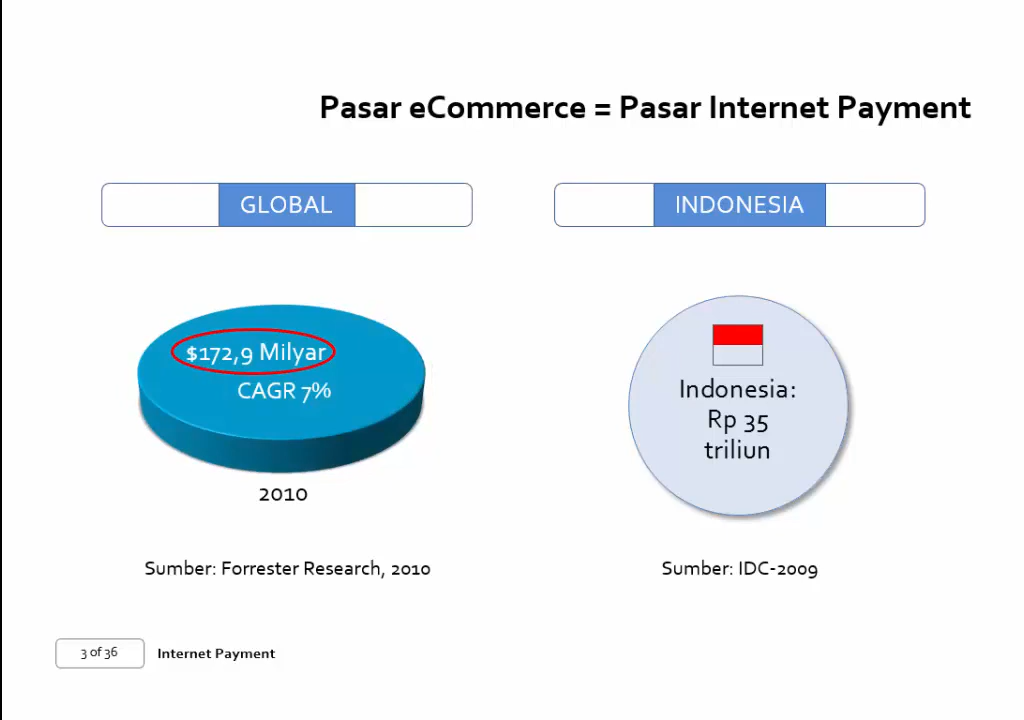 Pasar eCommerce = Pasar Internet Payment
GLOBAL
$172,9 Milyar
CAGR 7%
2010
Sumber: Forrester Research, 2010
INDONESIA
Indonesia:
Rp 35
triliun
Sumber: IDC-2009
3 of 36
Internet Payment